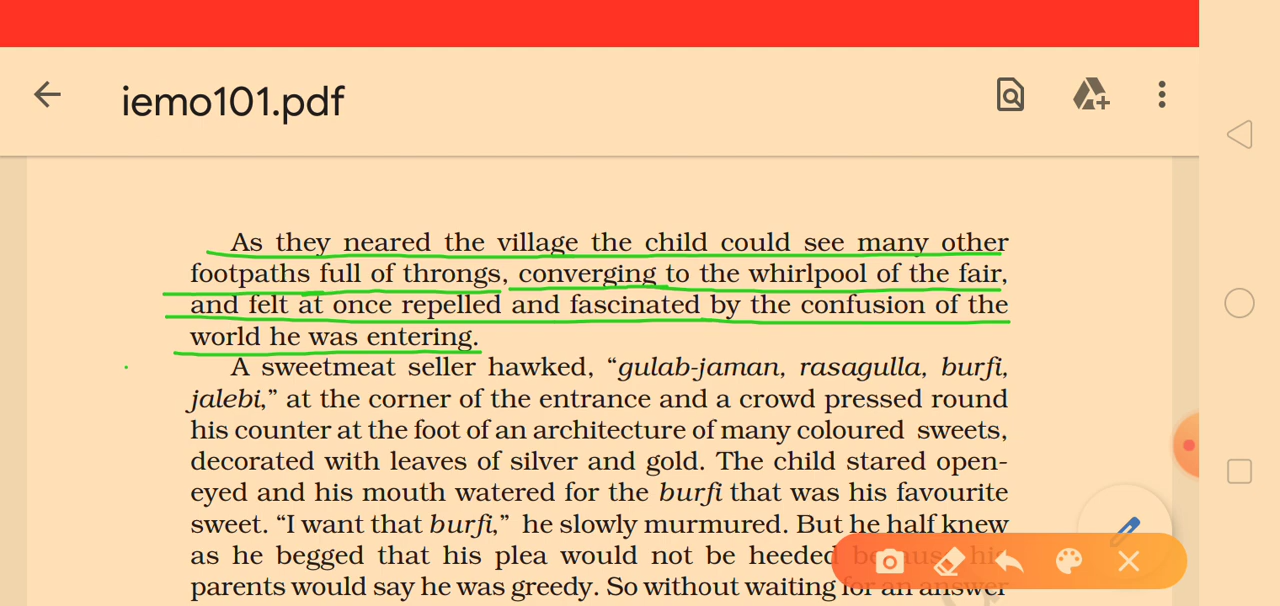 iemo101.pdf
As they neared the village the child could see many other
footpaths full of throngs, converging to the whirlpool of the fair,
and felt at once repelled and fascinated by the confusion of the
world he was entering.
A sweetmeat seller hawked, “gulab-jaman, rasagulla, burfi,
jalebi,” at the corner of the entrance and a crowd pressed round
his counter at the foot of an architecture of many coloured sweets,
decorated with leaves of silver and gold. The child stared open-
eyed and his mouth watered for the burfi that was his favourite
sweet. “I want that burfi,” he slowly murmured. But he half knew
as he begged that his plea would not be heeded because his
parents would say he was greedy. So without waiting for an answer